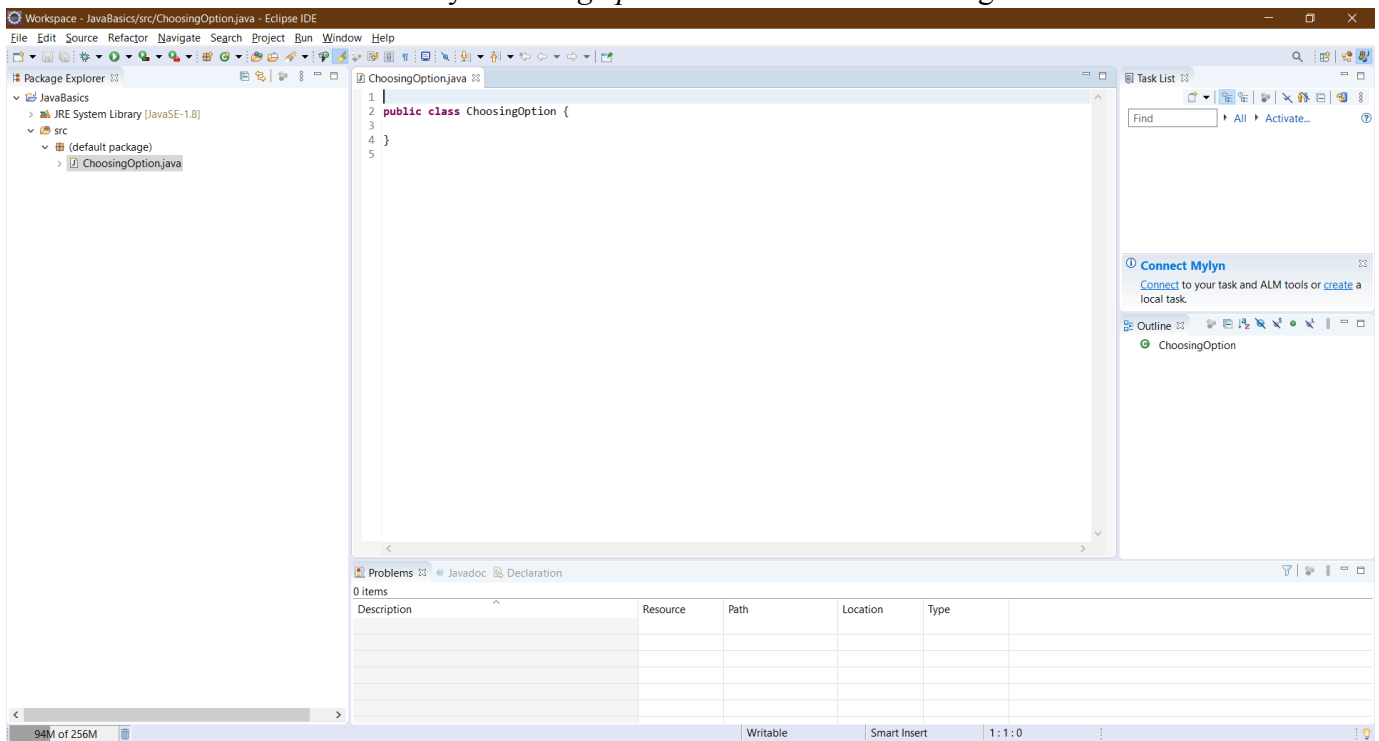 Workspace - JavaBasics/src/ChoosingOption.java - Eclipse IDE
File Edit Source Refactor Navigate Search Project Run Window Help
Package Explorer
JavaBasics
JRE System Library [JavaSE-1.8]
src
(default package)
ChoosingOption.java
ChoosingOption.java
1
2 public class ChoosingOption {
3
4 }
5
Task List
Find All Activate...
Connect Mylyn
Connect to your task and ALM tools or create a
local task.
Outline
ChoosingOption
Problems Javadoc Declaration
0 items
Description Resource Path Location Type
94M of 256M Writable Smart Insert 1 : 1 : 0